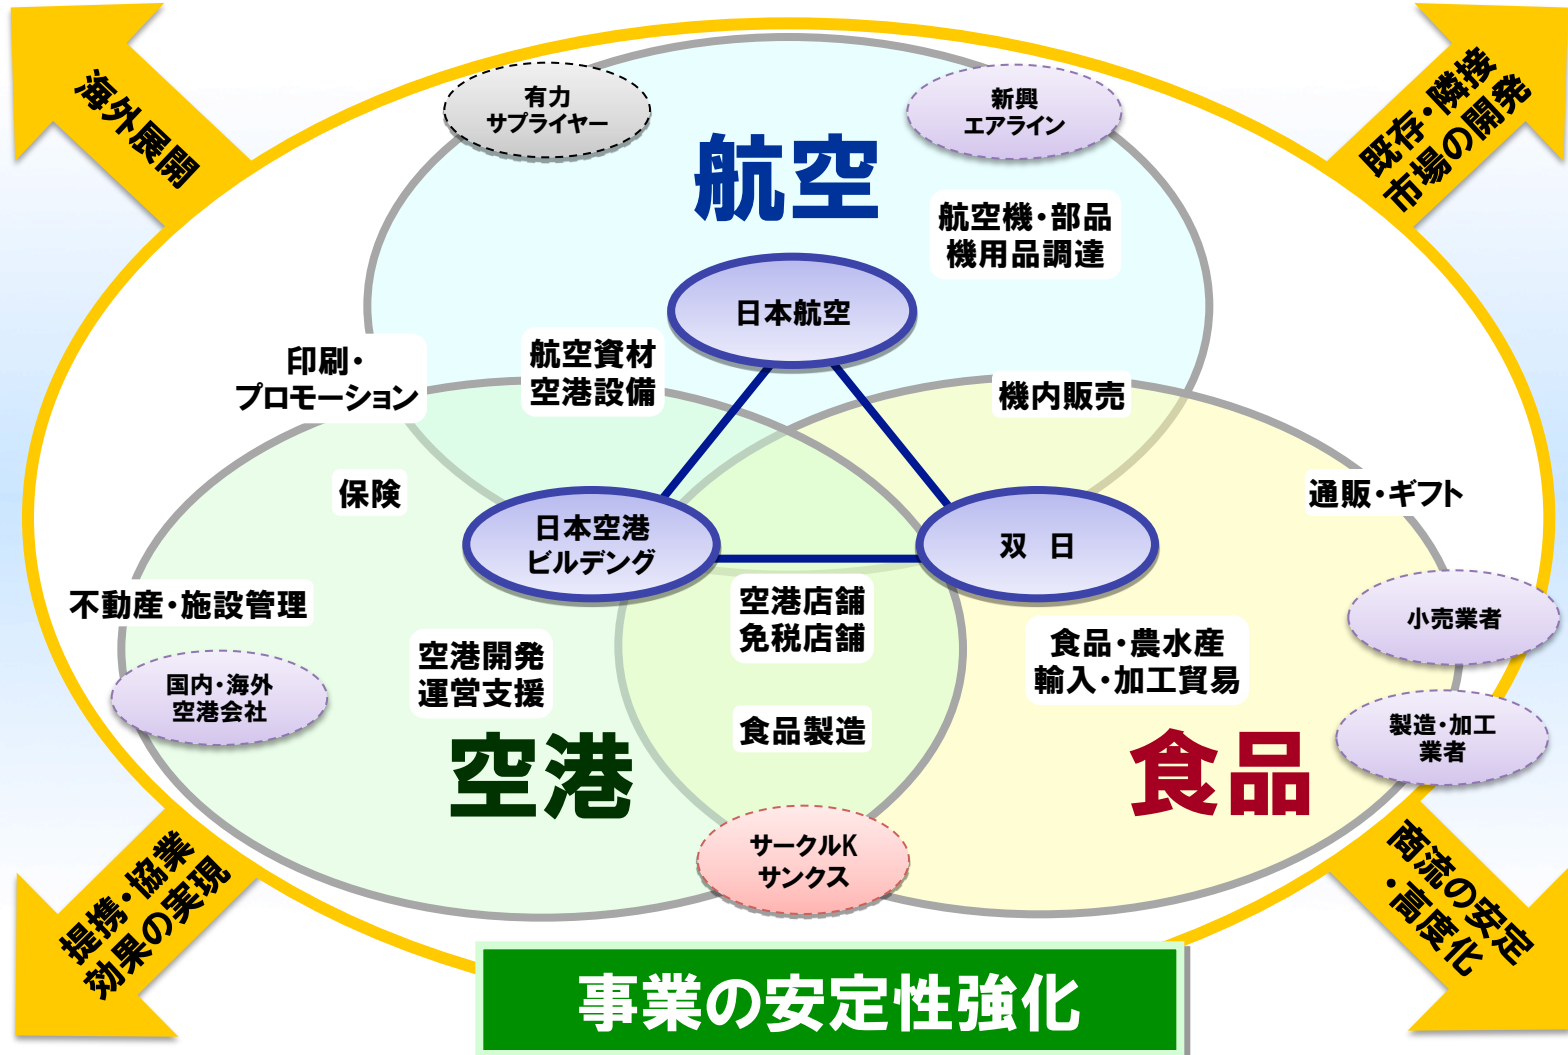 海外展開
既存・隣接
市場の開発
有力
サプライヤー
新興
エアライン
航空
航空機・部品
機用品調達
日本航空
印刷・
プロモーション
航空資材
空港設備
機内販売
保険
通販・ギフト
日本空港
ビルデング
双　日
不動産・施設管理
空港店舗
免税店舗
小売業者
空港開発
運営支援
食品・農水産
輸入・加工貿易
国内・海外
空港会社
食品製造
製造・加工
業者
空港
食品
サークルK
サンクス
提携・協業
効果の実現
商流の安定
・高度化
事業の安定性強化